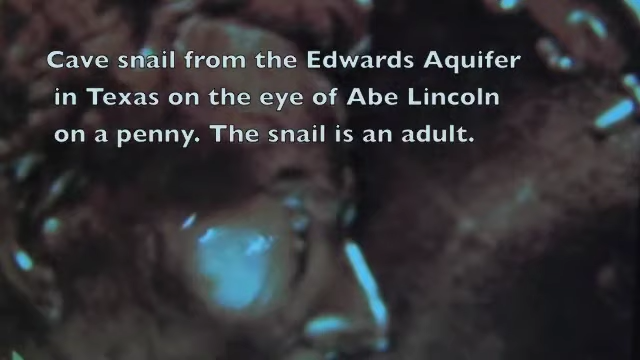 Cave snail from the Edwards Aquifer
in Texas on the eye of Abe Lincoln
on a penny. The snail is an adult.